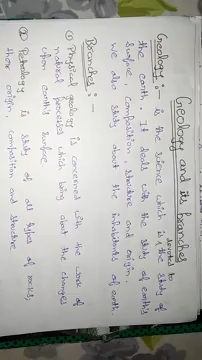 Geology and its branches
Geology :- is the science which is devoted to the study of
the earth. It deals with the study of earth's
surface, composition, structure and origin.
we also study about the inhabitants of earth.
Branches :-
① Physical geology is concerned with the work of
natural processes which bring about the changes
upon earth's surface
② Petrology is study of all types of rocks,
their origin, composition and structure